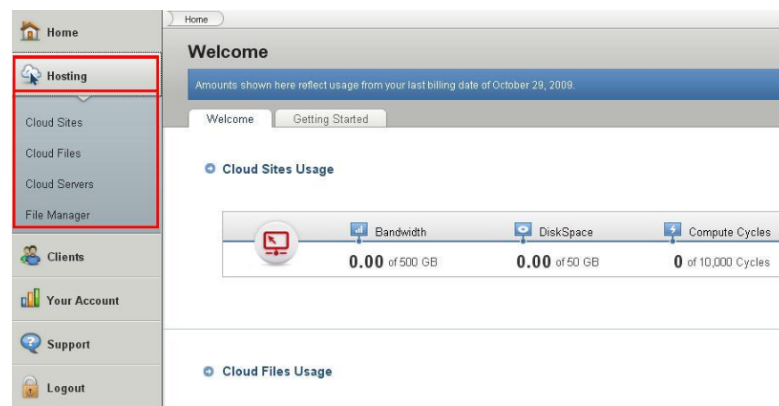 Home
Hosting
Cloud Sites
Cloud Files
Cloud Servers
File Manager
Clients
Your Account
Support
Logout
Home
Welcome
Amounts shown here reflect usage from your last billing date of October 29, 2009.
Welcome Getting Started
Cloud Sites Usage
Bandwidth DiskSpace Compute Cycles
0.00 of 500 GB 0.00 of 50 GB 0 of 10,000 Cycles
Cloud Files Usage